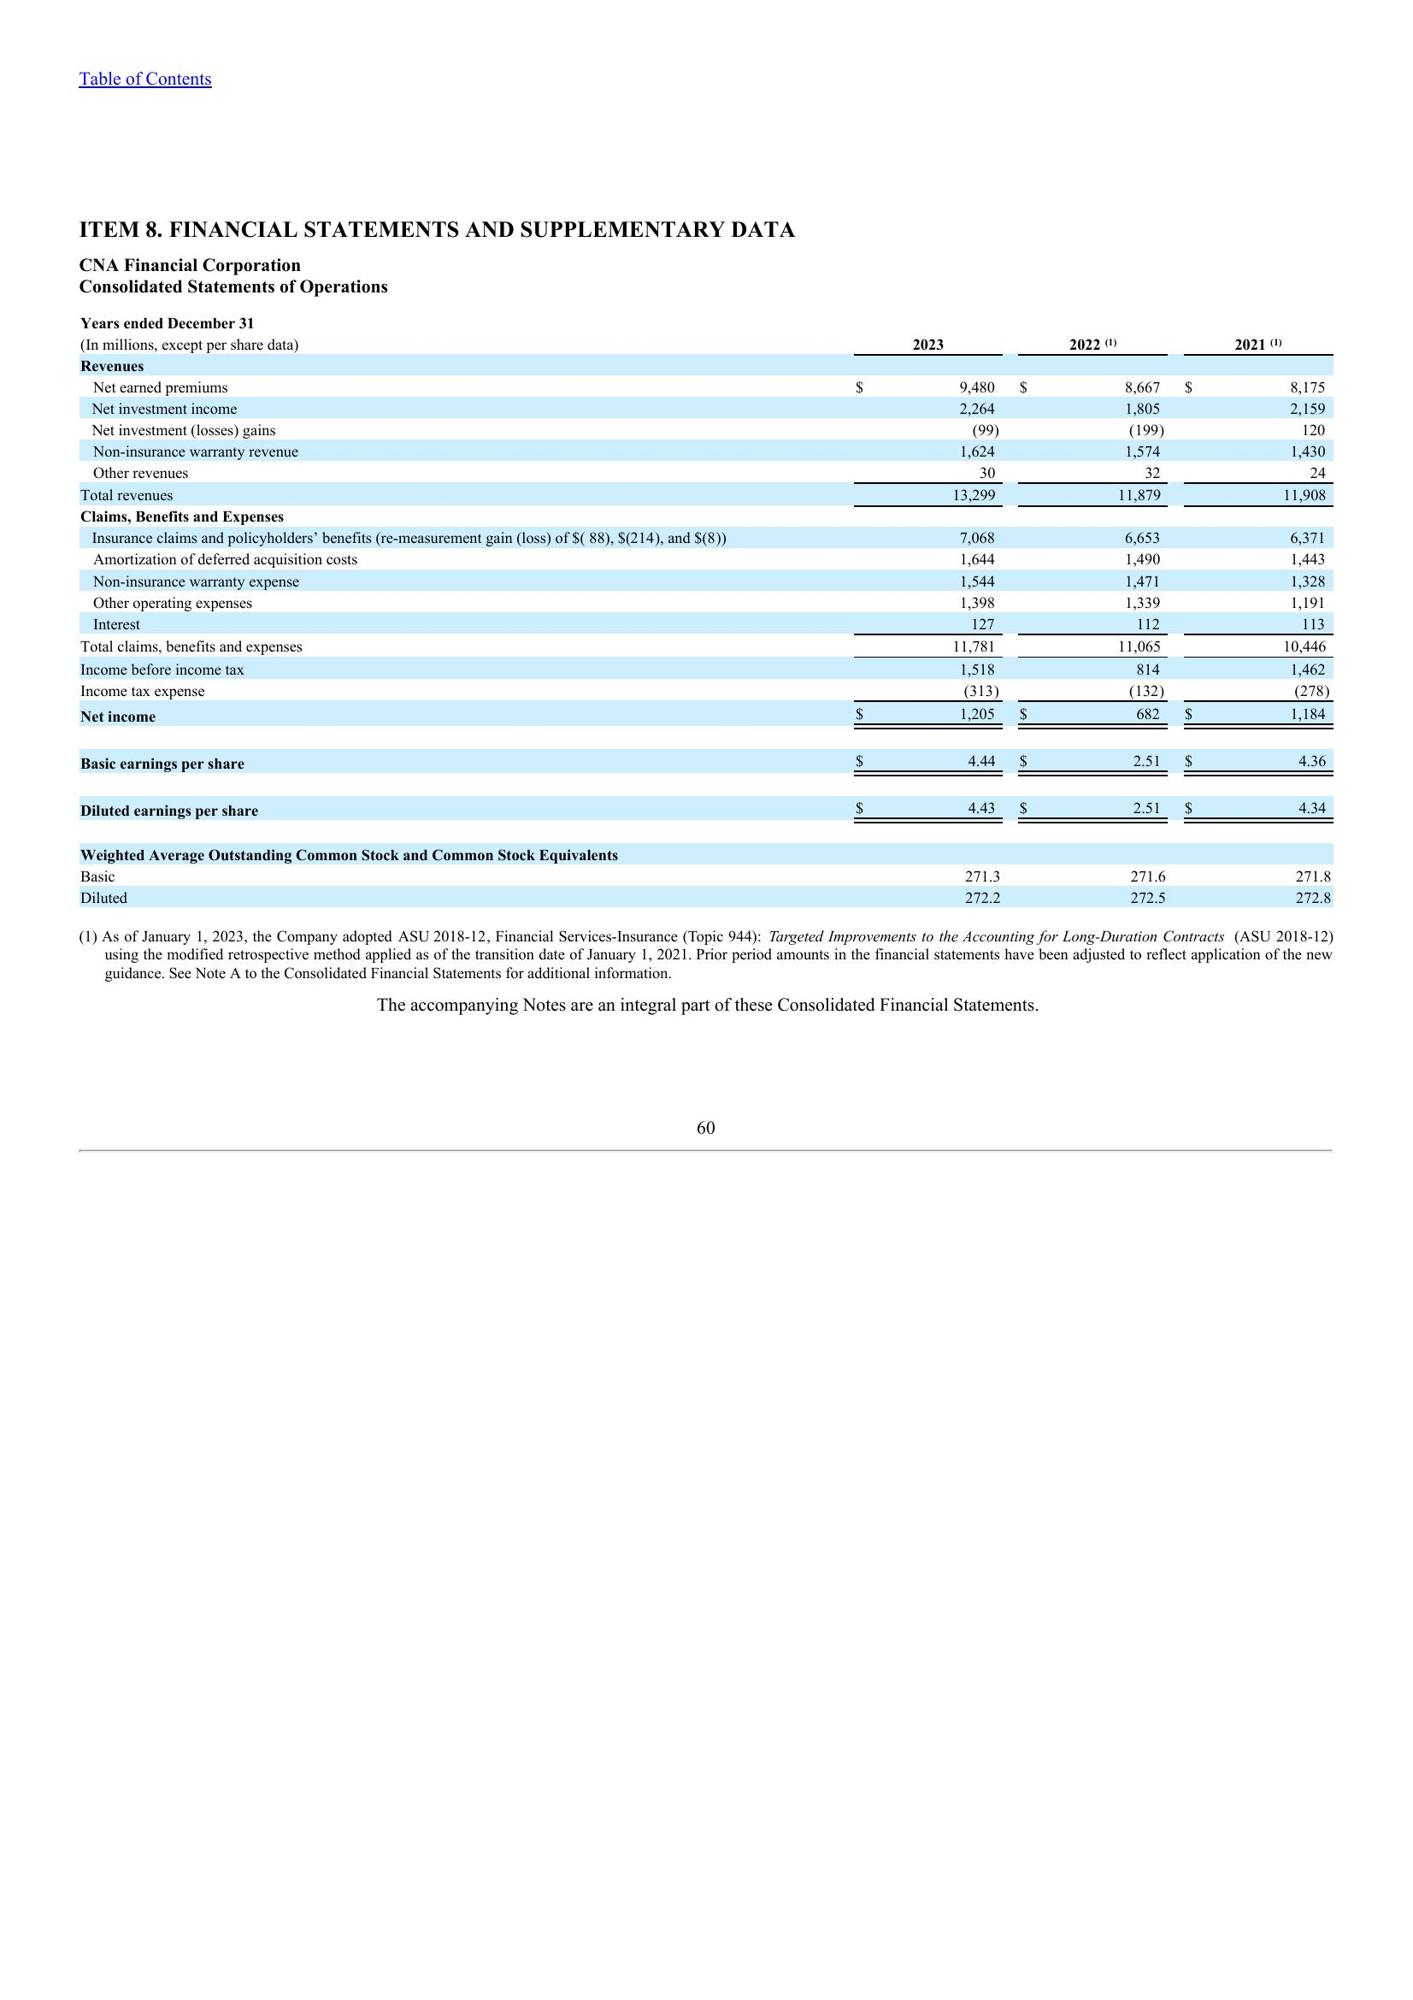 Table of Contents
ITEM 8. FINANCIAL STATEMENTS AND SUPPLEMENTARY DATA
CNA Financial Corporation
Consolidated Statements of Operations
Years ended December 31
(In millions, except per share data) 2023 2022 (1) 2021 (1)
Revenues
Net earned premiums $ 9,480 $ 8,667 $ 8,175
Net investment income 2,264 1,805 2,159
Net investment (losses) gains (99) (199) 120
Non-insurance warranty revenue 1,624 1,574 1,430
Other revenues 30 32 24
Total revenues 13,299 11,879 11,908
Claims, Benefits and Expenses
Insurance claims and policyholders’ benefits (re-measurement gain (loss) of $( 88), $(214), and $(8)) 7,068 6,653 6,371
Amortization of deferred acquisition costs 1,644 1,490 1,443
Non-insurance warranty expense 1,544 1,471 1,328
Other operating expenses 1,398 1,339 1,191
Interest 127 112 113
Total claims, benefits and expenses 11,781 11,065 10,446
Income before income tax 1,518 814 1,462
Income tax expense (313) (132) (278)
Net income $ 1,205 $ 682 $ 1,184
Basic earnings per share $ 4.44 $ 2.51 $ 4.36
Diluted earnings per share $ 4.43 $ 2.51 $ 4.34
Weighted Average Outstanding Common Stock and Common Stock Equivalents
Basic 271.3 271.6 271.8
Diluted 272.2 272.5 272.8
(1) As of January 1, 2023, the Company adopted ASU 2018-12, Financial Services-Insurance (Topic 944): Targeted Improvements to the Accounting for Long-Duration Contracts (ASU 2018-12)
using the modified retrospective method applied as of the transition date of January 1, 2021. Prior period amounts in the financial statements have been adjusted to reflect application of the new
guidance. See Note A to the Consolidated Financial Statements for additional information.
The accompanying Notes are an integral part of these Consolidated Financial Statements.
60